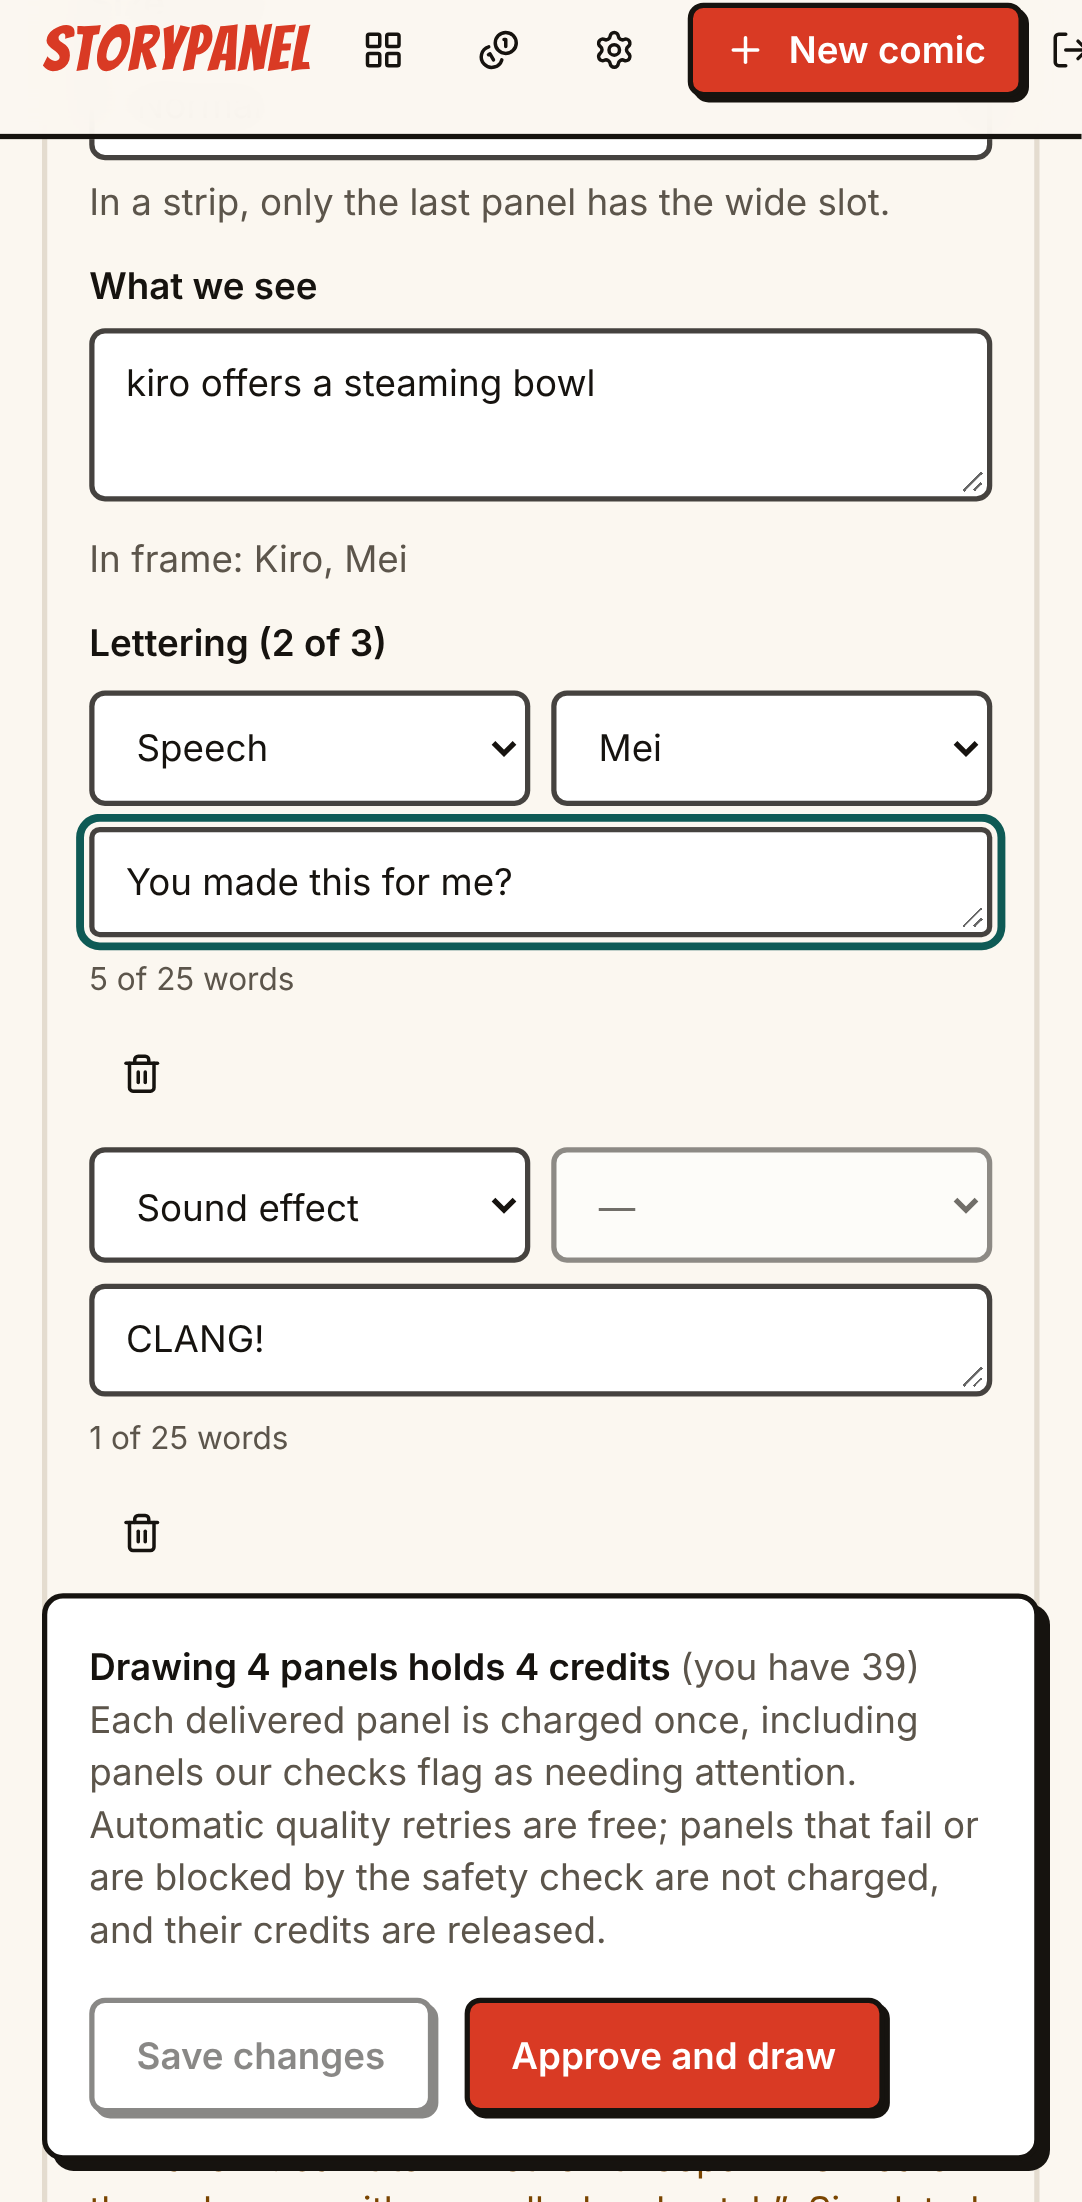 STORYPANEL
New comic
In a strip, only the last panel has the wide slot.
What we see
kiro offers a steaming bowl
In frame: Kiro, Mei
Lettering (2 of 3)
Speech
Mei
You made this for me?
5 of 25 words
Sound effect
—
CLANG!
1 of 25 words
Drawing 4 panels holds 4 credits (you have 39)
Each delivered panel is charged once, including
panels our checks flag as needing attention.
Automatic quality retries are free; panels that fail or
are blocked by the safety check are not charged,
and their credits are released.
Save changes
Approve and draw